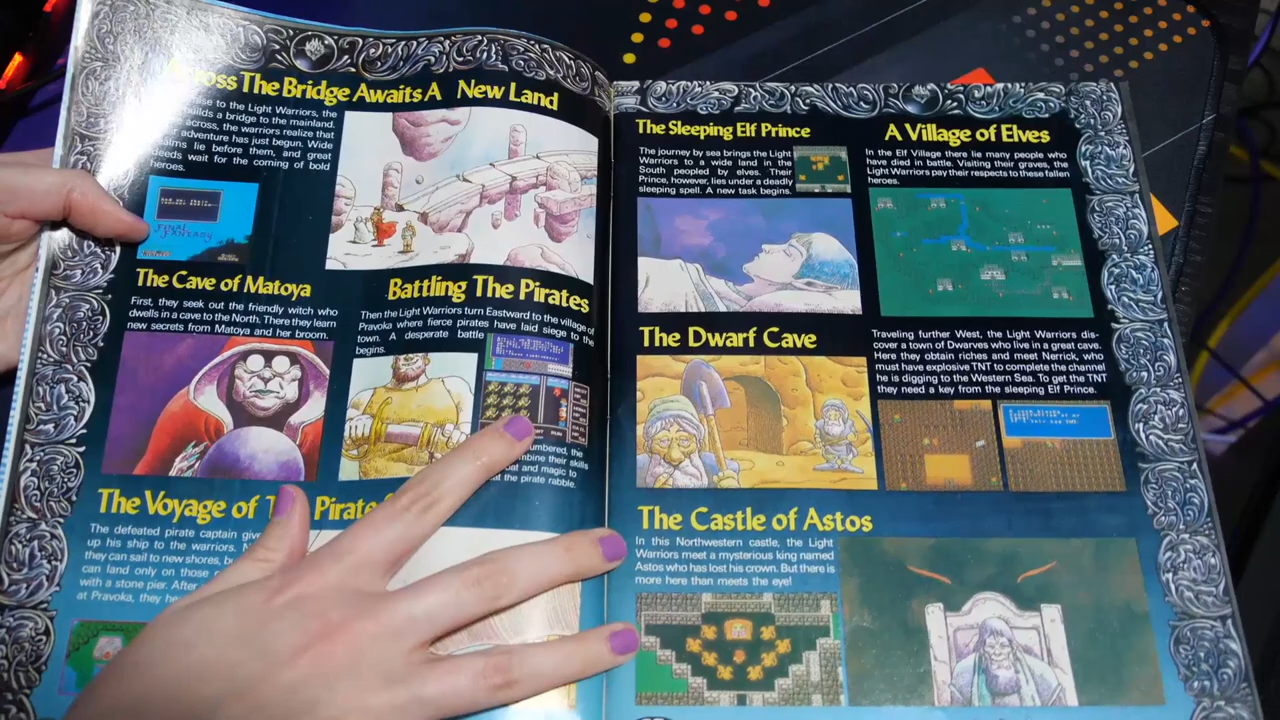 The Bridge Awaits A New Land
to the Light Warriors, the
builds a bridge to the mainland.
across, the warriors realize that
adventure has just begun. Wide
lie before them, and great
deeds wait for the coming of bold
heroes.
FINAL
FANTASY
The Cave of Matoya
First, they seek out the friendly witch who
dwells in a cave to the North. There they learn
new secrets from Matoya and her broom.
Battling The Pirates
Then the Light Warriors turn Eastward to the village of
Pravoka where fierce pirates have laid siege to the
town. A desperate battle
begins.
the
their skills
and magic to
the pirate rabble.
The Voyage of
The defeated pirate captain
up his ship to the warriors.
they can sail to new shores,
can land only on those
with a stone pier. After
at Pravoka, they
The Sleeping Elf Prince
The journey by sea brings the Light
Warriors to a wide land in the
South peopled by elves. Their
Prince, however, lies under a deadly
sleeping spell. A new task begins.
A Village of Elves
In the Elf Village there lie many people who
have died in battle. Visiting their graves, the
Light Warriors pay their respects to these fallen
heroes.
The Dwarf Cave
Traveling further West, the Light Warriors dis-
cover a town of Dwarves who live in a great cave.
Here they obtain riches and meet Nerrick, who
must have explosive TNT to complete the channel
he is digging to the Western Sea. To get the TNT
they need a key from the sleeping Elf Prince.
The Castle of Astos
In this Northwestern castle, the Light
Warriors meet a mysterious king named
Astos who has lost his crown. But there is
more here than meets the eye!